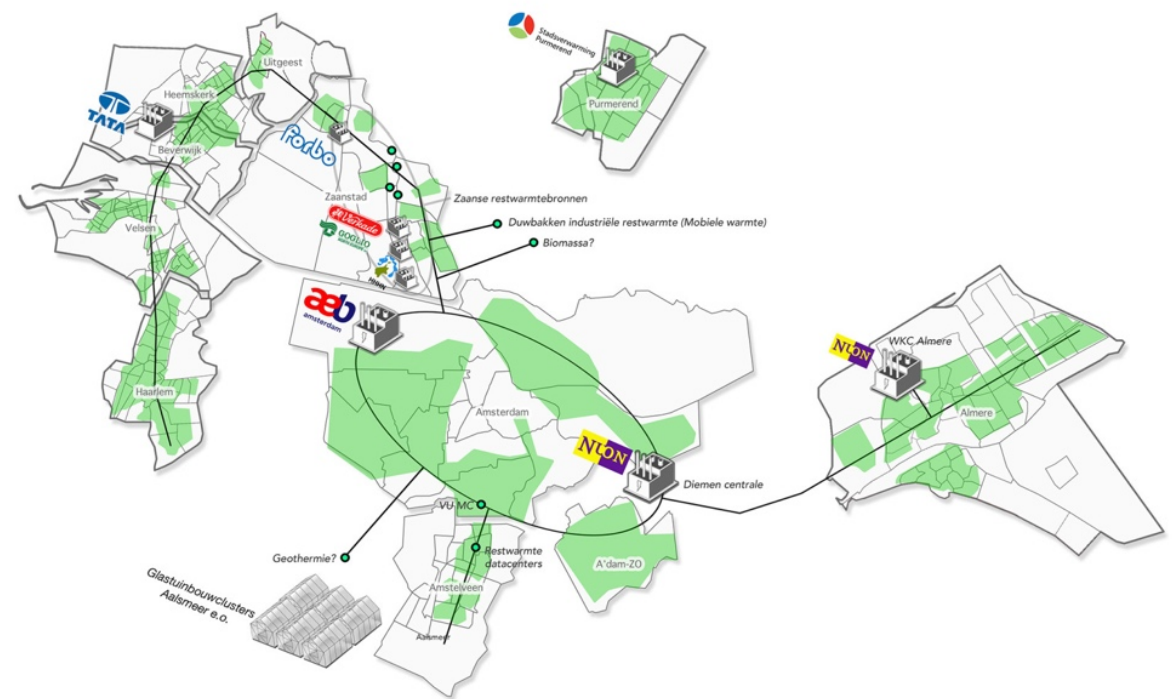 Stadsverwarming
Purmerend
Purmerend
Uitgeest
Heemskerk
TATA
Beverwijk
forbo
Zaanstad
Zaanse restwarmtebronnen
Verkade
GOGLIO
Duwbakken industriële restwarmte (Mobiele warmte)
Biomassa?
Velsen
aeb
amsterdam
Haarlem
Amsterdam
NUON
WKC Almere
Almere
NUON
Diemen centrale
VU MC
Geothermie?
Restwarmte
datacenters
A'dam-ZO
Amstelveen
Glastuinbouwclusters
Aalsmeer e.o.
Aalsmeer